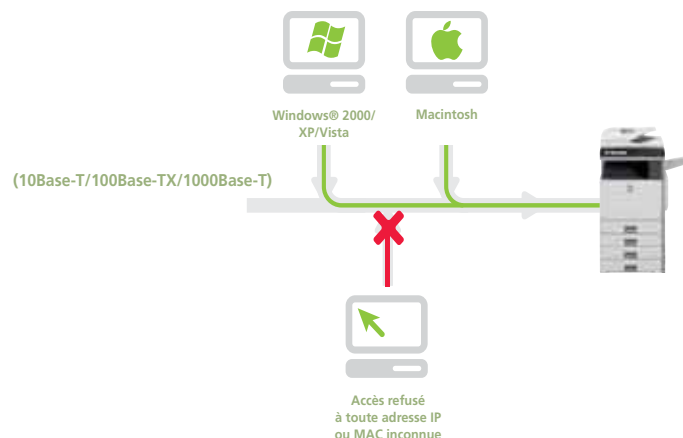 Windows® 2000/
XP/Vista
Macintosh
(10Base-T/100Base-TX/1000Base-T)
Accès refusé
à toute adresse IP
ou MAC inconnue